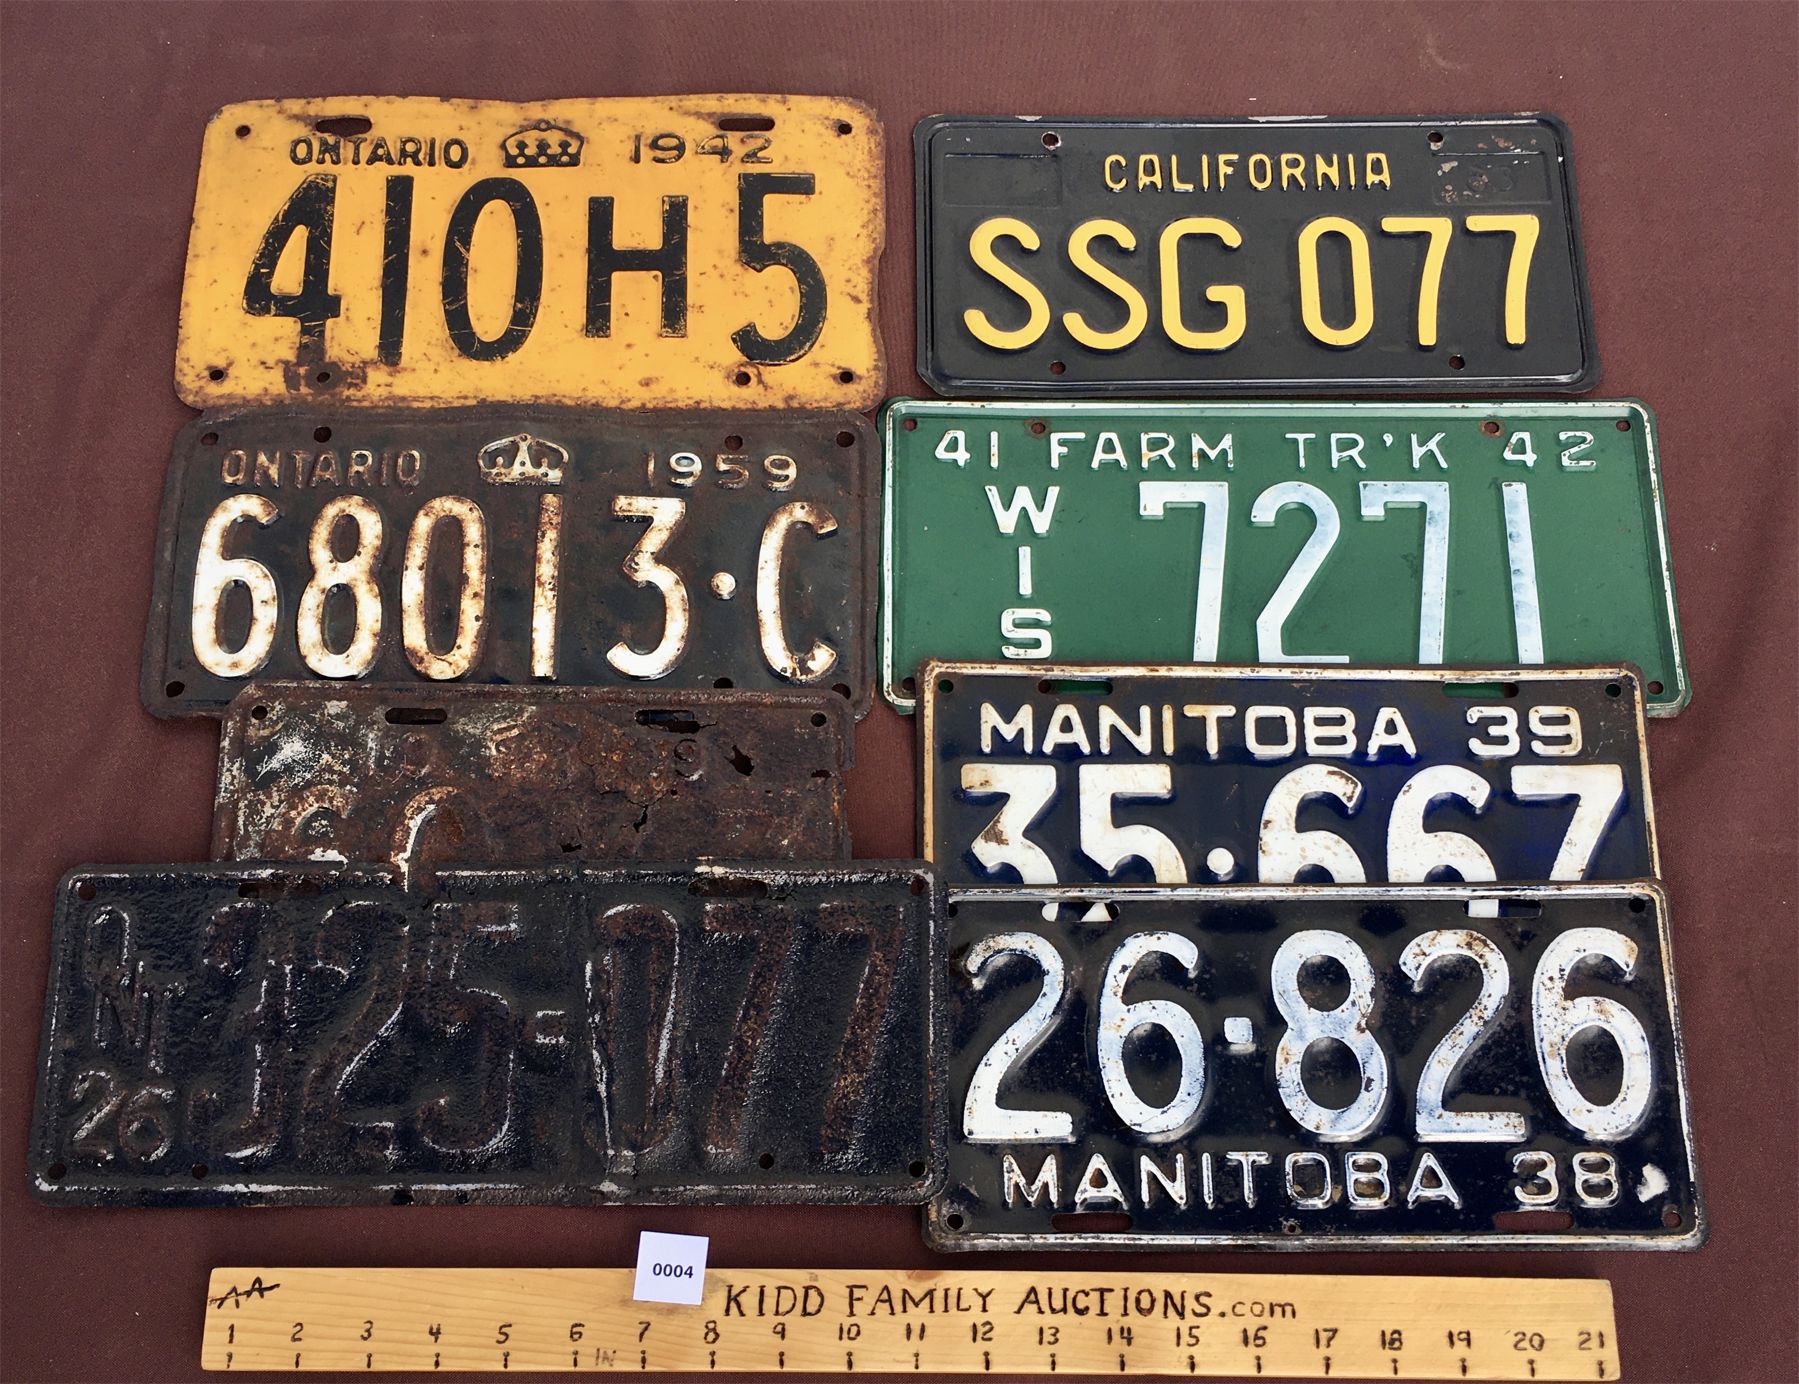 ONTARIO 1942
410H5
CALIFORNIA
SSG 077
ONTARIO 1959
68013·C
41 FARM TR'K 42
WIS
7271
MANITOBA 39
35·667
ONT
26
325-077
26·826
MANITOBA 38
0004
AA
KIDD FAMILY AUCTIONS.com
1 2 3 4 5 6 7 8 9 10 11 12 13 14 15 16 17 18 19 20 21
IN